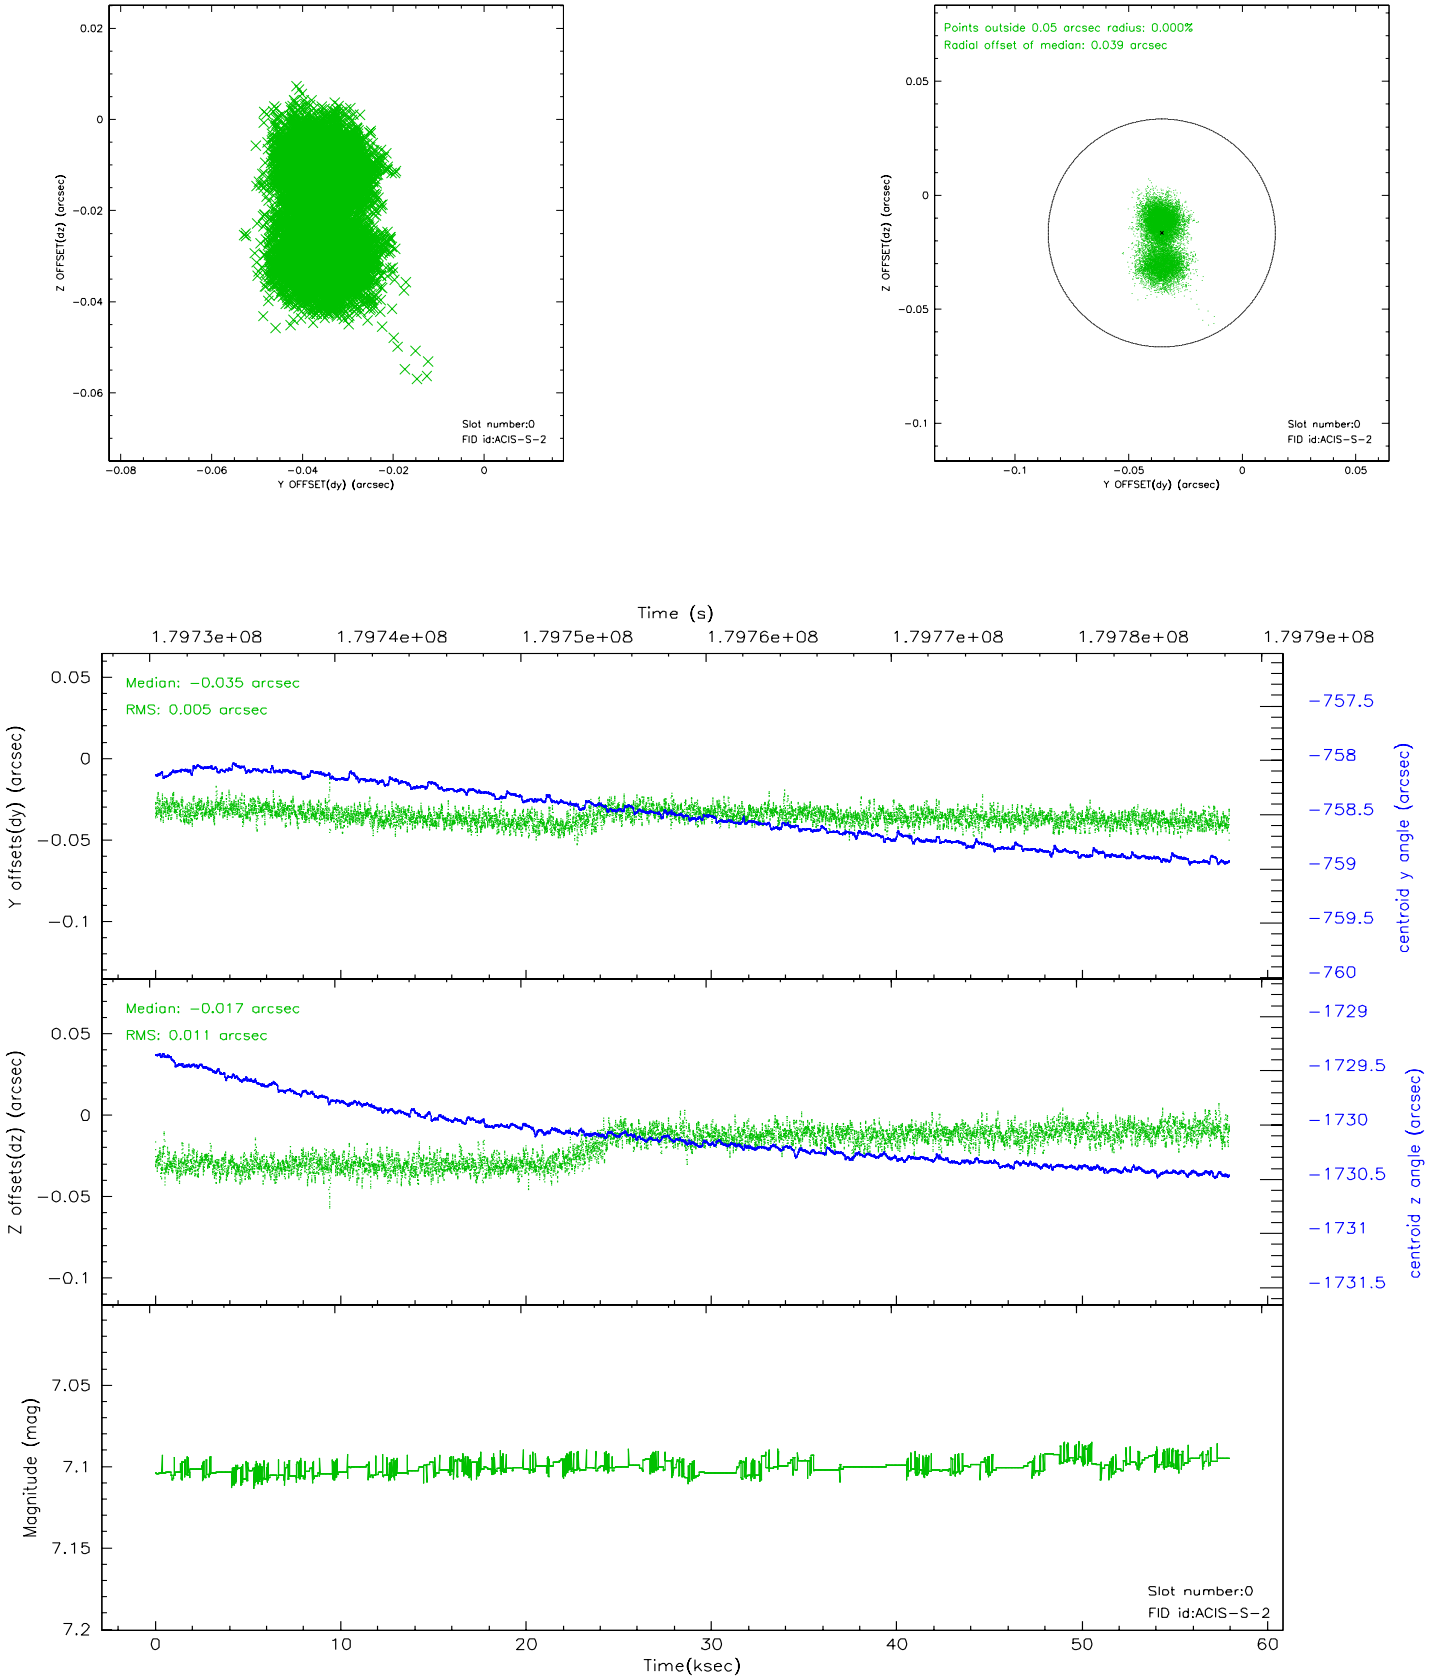 0.02
0
−0.02
−0.04
−0.06
Z OFFSET(dz) (arcsec)
Slot number:0
FID id:ACIS−S−2
−0.08 −0.06 −0.04 −0.02 0
Y OFFSET(dy) (arcsec)
Points outside 0.05 arcsec radius: 0.000%
Radial offset of median: 0.039 arcsec
0.05
0
−0.05
−0.1
Z OFFSET(dz) (arcsec)
Slot number:0
FID id:ACIS−S−2
−0.1 −0.05 0 0.05
Y OFFSET(dy) (arcsec)
Time (s)
1.7973e+08 1.7974e+08 1.7975e+08 1.7976e+08 1.7977e+08 1.7978e+08 1.7979e+08
Median: −0.035 arcsec
RMS: 0.005 arcsec
0.05
0
−0.05
−0.1
Y offsets(dy) (arcsec)
−757.5
−758
−758.5
−759
−759.5
−760
centroid y angle (arcsec)
Median: −0.017 arcsec
RMS: 0.011 arcsec
0.05
0
−0.05
−0.1
Z offsets(dz) (arcsec)
−1729
−1729.5
−1730
−1730.5
−1731
−1731.5
centroid z angle (arcsec)
7.05
7.1
7.15
7.2
Magnitude (mag)
Slot number:0
FID id:ACIS−S−2
0 10 20 30 40 50 60
Time(ksec)